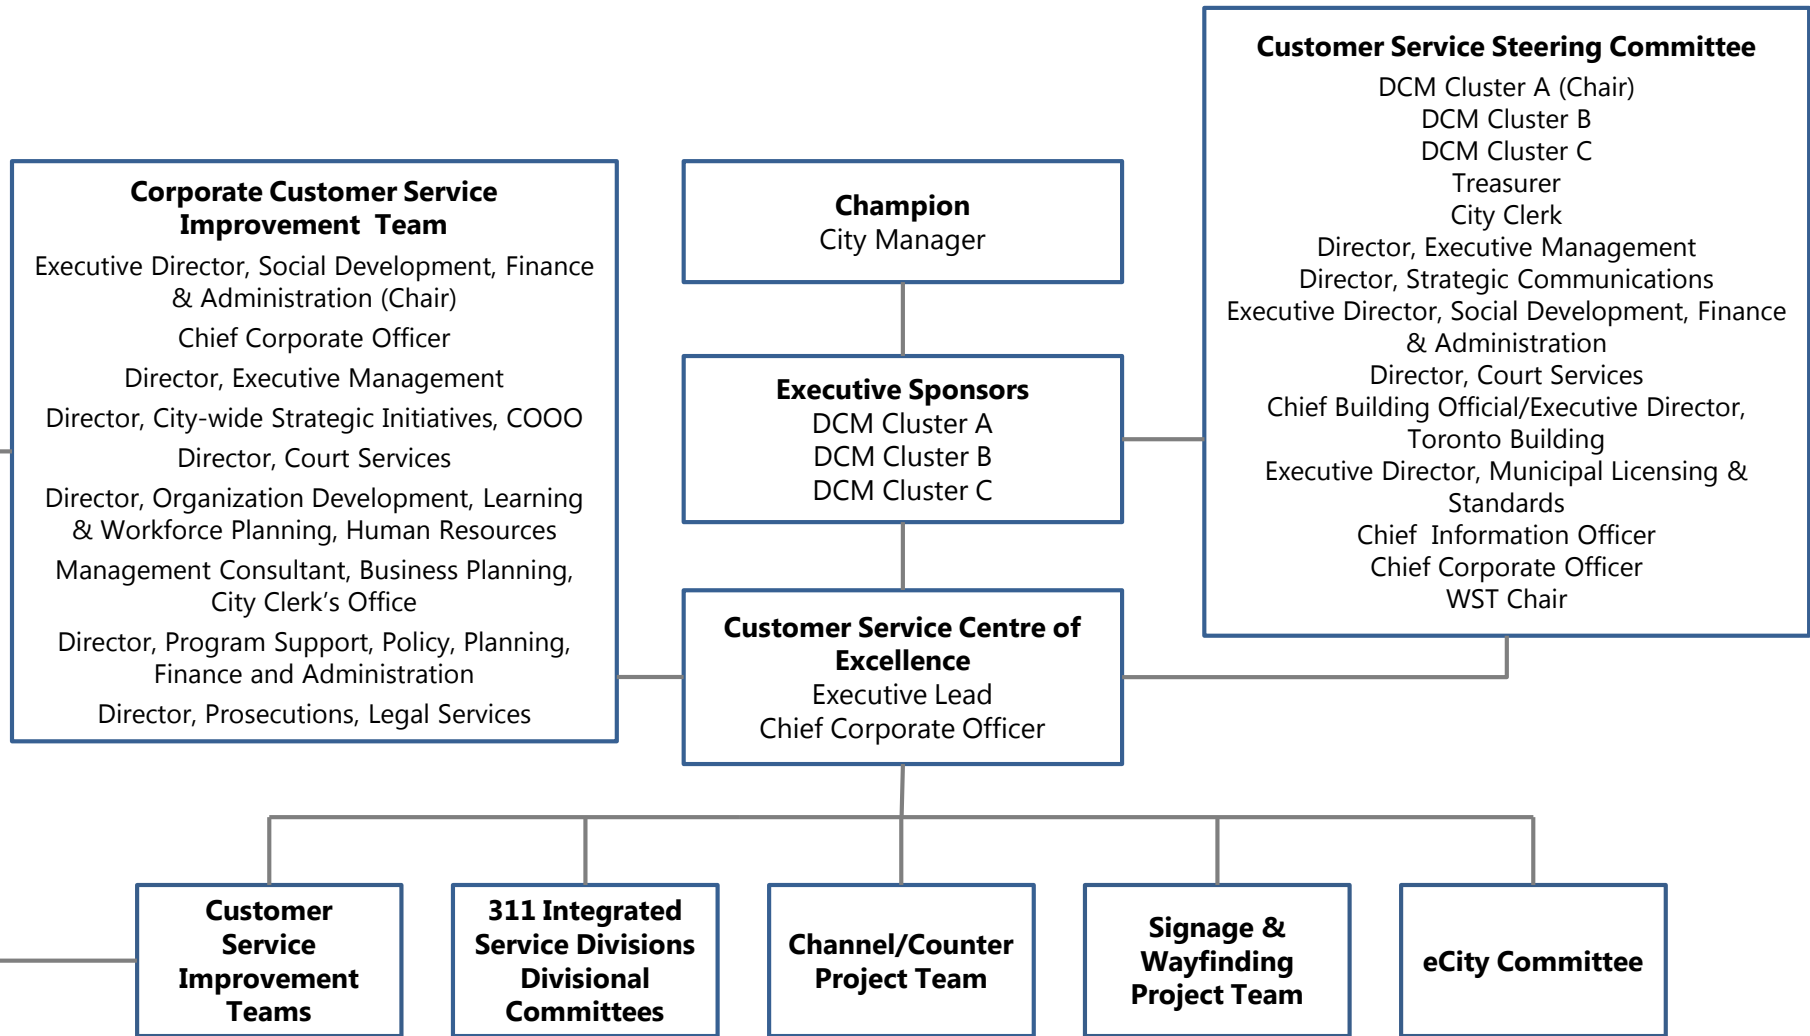 Customer Service Steering Committee
DCM Cluster A (Chair)
DCM Cluster B
DCM Cluster C
Treasurer
City Clerk
Director, Executive Management
Director, Strategic Communications
Executive Director, Social Development, Finance
& Administration
Director, Court Services
Chief Building Official/Executive Director,
Toronto Building
Executive Director, Municipal Licensing &
Standards
Chief Information Officer
Chief Corporate Officer
WST Chair
Corporate Customer Service
Improvement Team
Executive Director, Social Development, Finance
& Administration (Chair)
Chief Corporate Officer
Director, Executive Management
Director, City-wide Strategic Initiatives, COOO
Director, Court Services
Director, Organization Development, Learning
& Workforce Planning, Human Resources
Management Consultant, Business Planning,
City Clerk's Office
Director, Program Support, Policy, Planning,
Finance and Administration
Director, Prosecutions, Legal Services
Champion
City Manager
Executive Sponsors
DCM Cluster A
DCM Cluster B
DCM Cluster C
Customer Service Centre of
Excellence
Executive Lead
Chief Corporate Officer
Customer
Service
Improvement
Teams
311 Integrated
Service Divisions
Divisional
Committees
Channel/Counter
Project Team
Signage &
Wayfinding
Project Team
eCity Committee